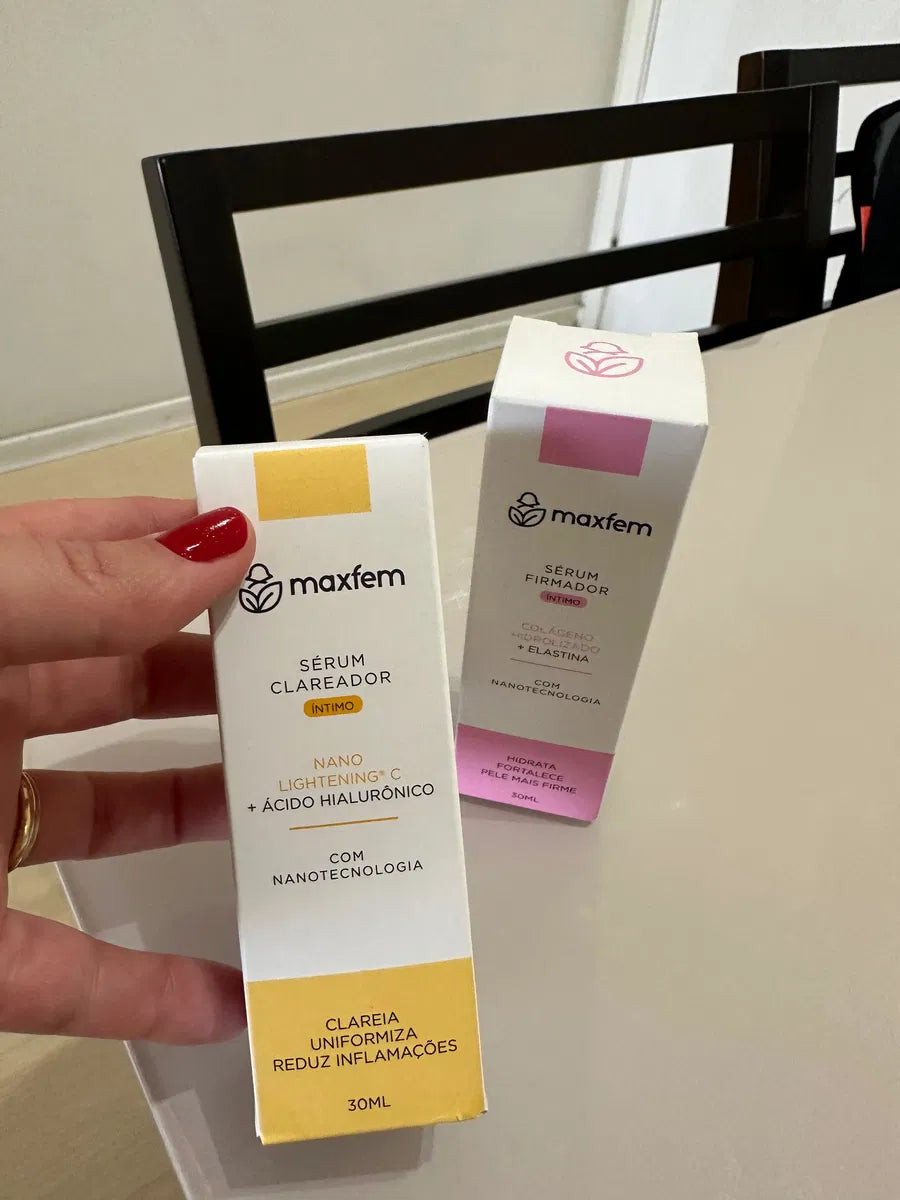 maxfem
SÉRUM
CLAREADOR
ÍNTIMO
NANO
LIGHTENING® C
+ ÁCIDO HIALURÔNICO
COM
NANOTECNOLOGIA
CLAREIA
UNIFORMIZA
REDUZ INFLAMAÇÕES
30ML
maxfem
SÉRUM
FIRMADOR
ÍNTIMO
COLÁGENO
HIDROLIZADO
+ ELASTINA
COM
NANOTECNOLOGIA
HIDRATA
FORTALECE
PELE MAIS FIRME
30ML